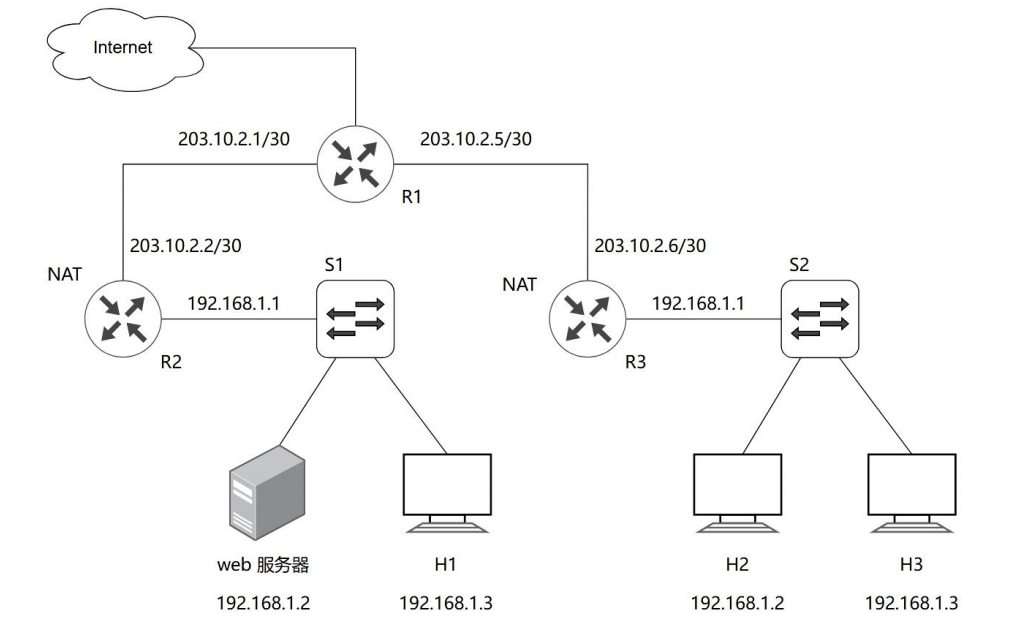 Internet
203.10.2.1/30
203.10.2.5/30
R1
203.10.2.2/30
203.10.2.6/30
NAT
S1
NAT
S2
192.168.1.1
192.168.1.1
R2
R3
web 服务器
H1
H2
H3
192.168.1.2
192.168.1.3
192.168.1.2
192.168.1.3